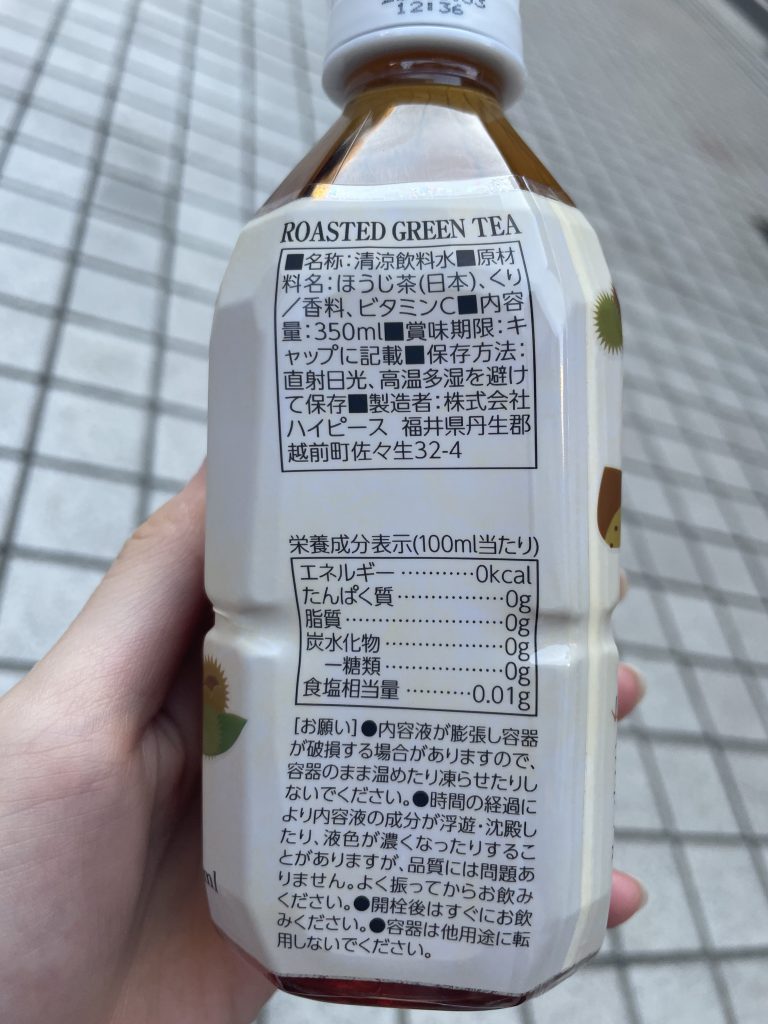 12:36
ROASTED GREEN TEA
■名称:清涼飲料水■原材
料名:ほうじ茶(日本)、くり
/香料、ビタミンC■内容
量:350ml■賞味期限:キ
ャップに記載■保存方法:
直射日光、高温多湿を避け
て保存■製造者:株式会社
ハイピース 福井県丹生郡
越前町佐々生32-4
栄養成分表示(100ml当たり)
エネルギー…………0kcal
たんぱく質………………0g
脂質………………………0g
炭水化物…………………0g
ー糖類……………………0g
食塩相当量…………0.01g
[お願い]●内容液が膨張し容器
が破損する場合がありますので、
容器のまま温めたり凍らせたりし
ないでください。●時間の経過に
より内容液の成分が浮遊・沈殿し
たり、液色が濃くなったりするこ
とがありますが、品質には問題あ
りません。よく振ってからお飲み
ください。●開栓後はすぐにお飲
みください。●容器は他用途に転
用しないでください。